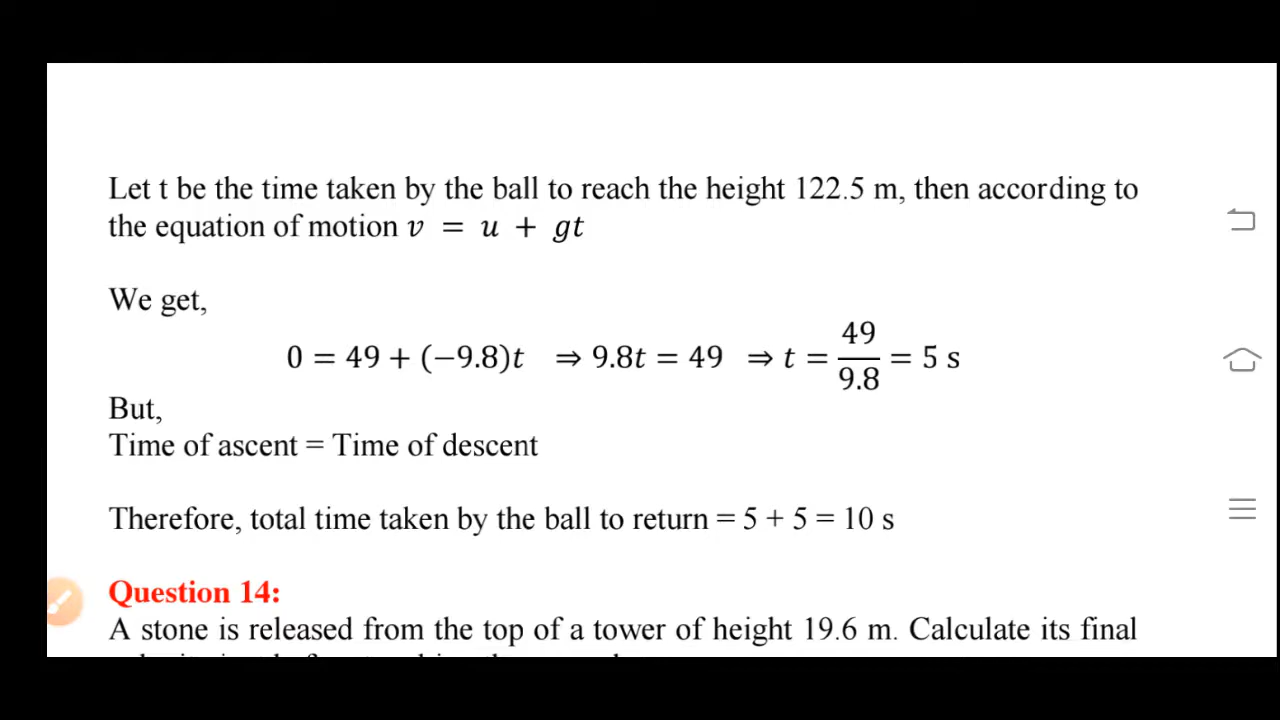 Let t be the time taken by the ball to reach the height 122.5 m, then according to
the equation of motion v = u + gt
We get,
0 = 49 + (−9.8)t ⇒ 9.8t = 49 ⇒ t = 49/9.8 = 5 s
But,
Time of ascent = Time of descent
Therefore, total time taken by the ball to return = 5 + 5 = 10 s
Question 14:
A stone is released from the top of a tower of height 19.6 m. Calculate its final